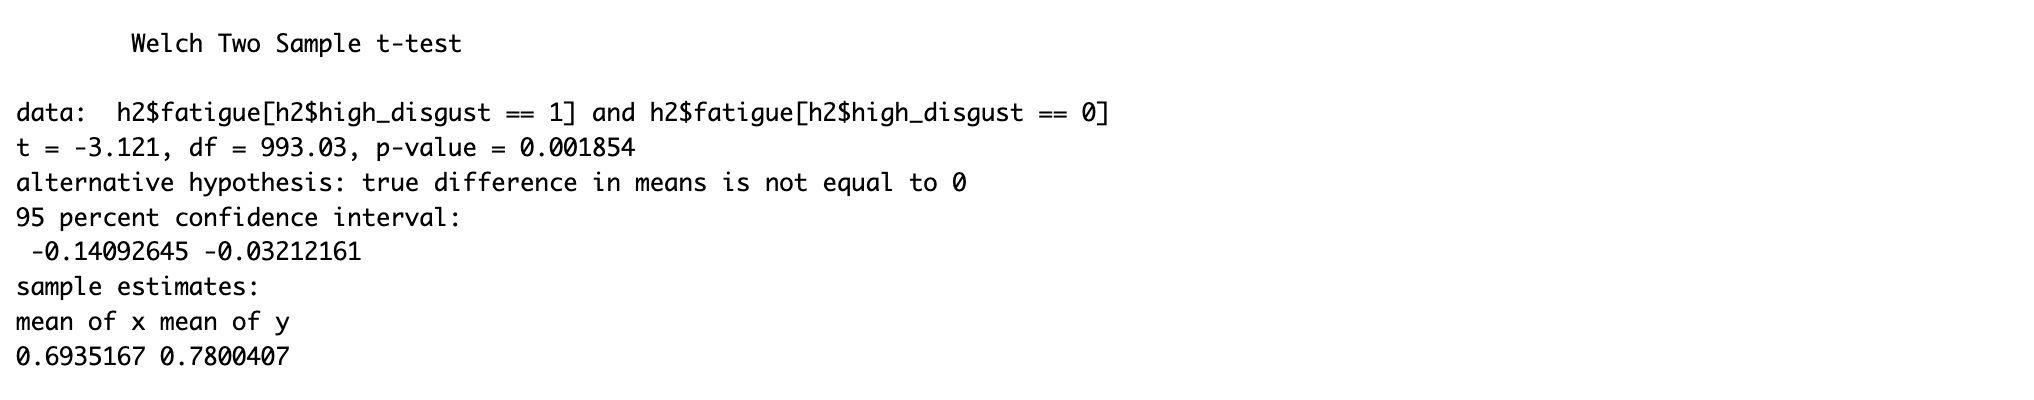 Welch Two Sample t-test
data:  h2$fatigue[h2$high_disgust == 1] and h2$fatigue[h2$high_disgust == 0]
t = -3.121, df = 993.03, p-value = 0.001854
alternative hypothesis: true difference in means is not equal to 0
95 percent confidence interval:
 -0.14092645 -0.03212161
sample estimates:
mean of x mean of y
0.6935167 0.7800407